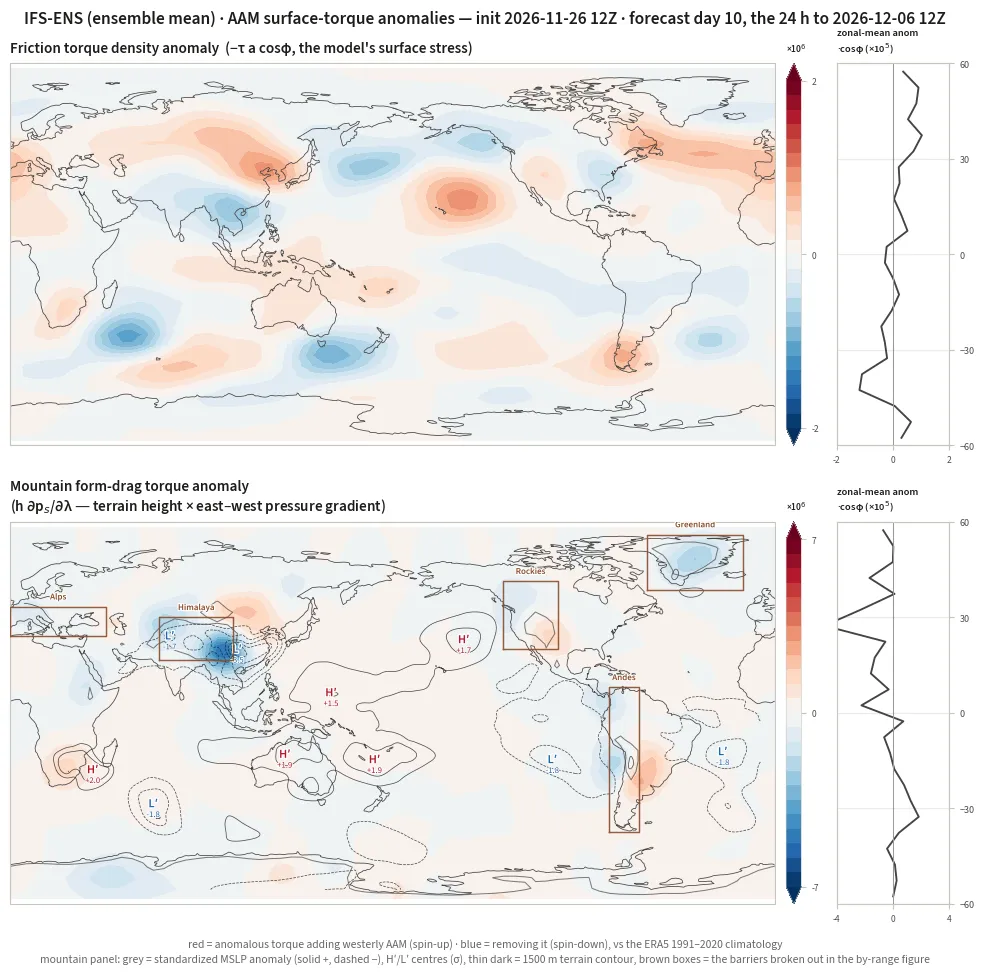 IFS-ENS (ensemble mean) · AAM surface-torque anomalies — init 2026-11-26 12Z · forecast day 10, the 24 h to 2026-12-06 12Z
Friction torque density anomaly (−τ a cosφ, the model's surface stress)
×10⁶
zonal-mean anom
·cosφ (×10⁵)
2
0
-2
60
30
0
−30
−60
-2
0
2
Mountain form-drag torque anomaly
(h ∂pₛ/∂λ — terrain height × east–west pressure gradient)
×10⁶
zonal-mean anom
·cosφ (×10⁵)
Greenland
Rockies
Alps
Himalaya
Andes
L'
-1.7
H'
+1.7
H'
+1.5
H'
+1.9
H'
+1.9
H'
+2.0
L'
-1.8
L'
-1.8
L'
-1.8
7
0
-7
60
30
0
−30
−60
-4
0
4
red = anomalous torque adding westerly AAM (spin-up) · blue = removing it (spin-down), vs the ERA5 1991–2020 climatology
mountain panel: grey = standardized MSLP anomaly (solid +, dashed −), H'/L' centres (σ), thin dark = 1500 m terrain contour, brown boxes = the barriers broken out in the by-range figure